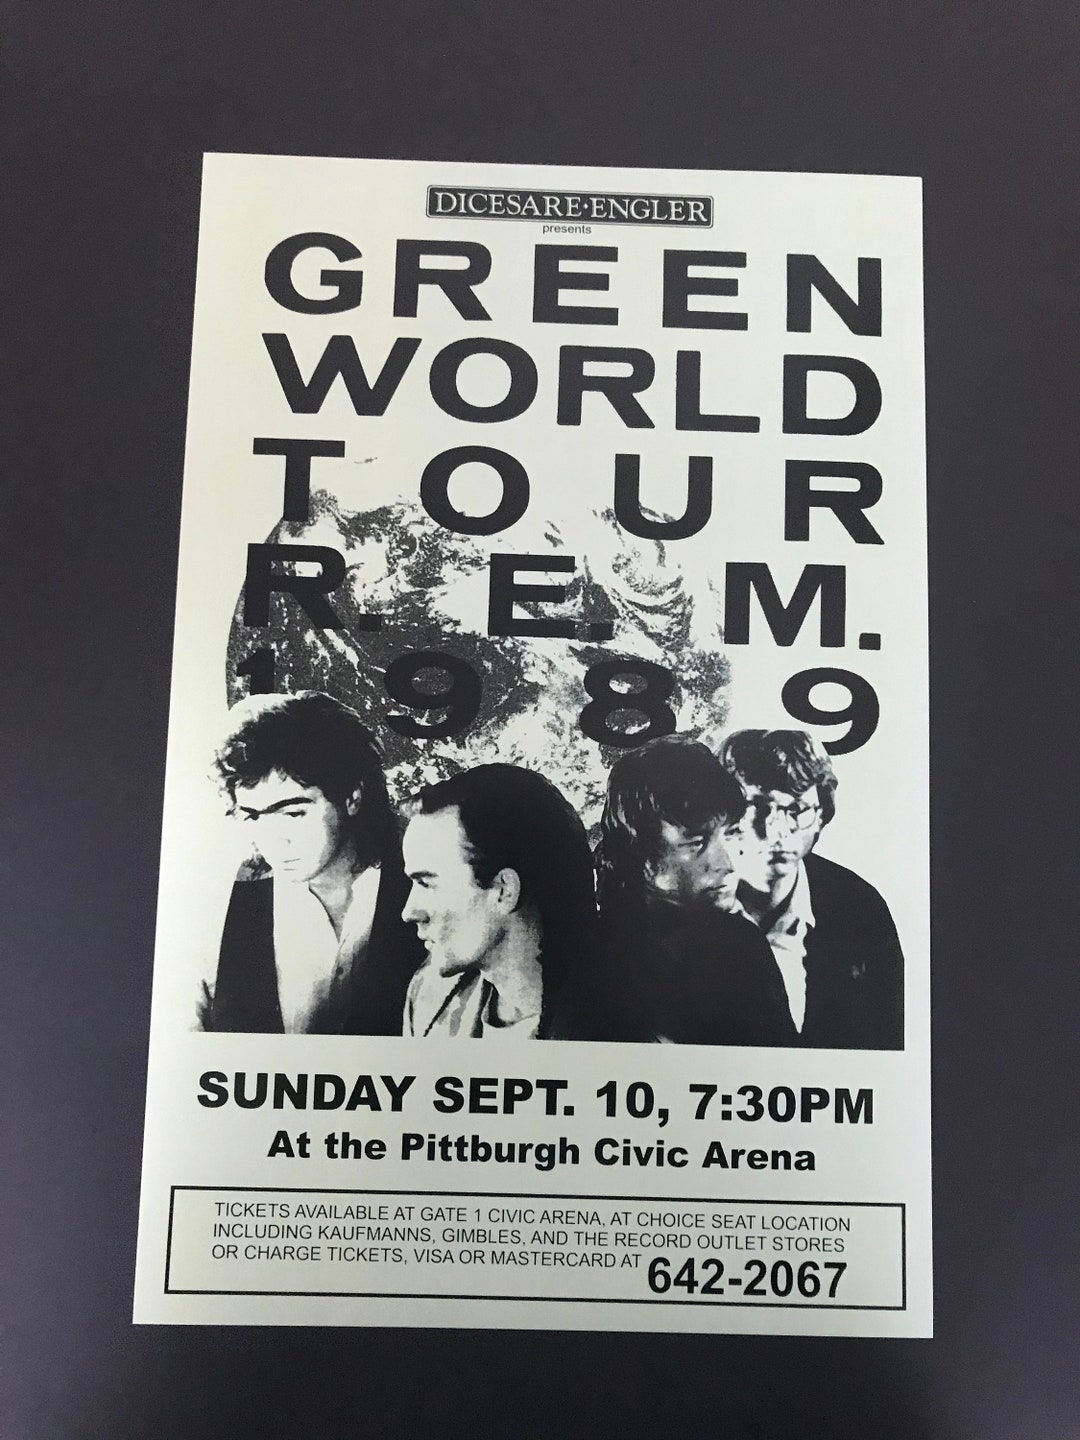 DICESARE·ENGLER
presents
GREEN
WORLD
TOUR
R.E.M.
1989
SUNDAY SEPT. 10, 7:30PM
At the Pittburgh Civic Arena
TICKETS AVAILABLE AT GATE 1 CIVIC ARENA, AT CHOICE SEAT LOCATION
INCLUDING KAUFMANNS, GIMBLES, AND THE RECORD OUTLET STORES
OR CHARGE TICKETS, VISA OR MASTERCARD AT 642-2067